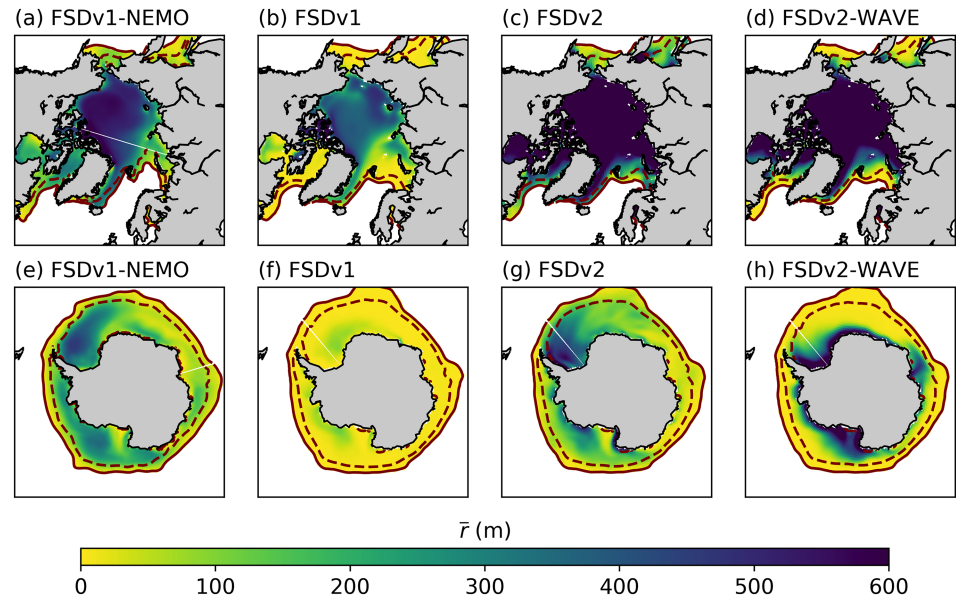 (a) FSDv1-NEMO
(b) FSDv1
(c) FSDv2
(d) FSDv2-WAVE
(e) FSDv1-NEMO
(f) FSDv1
(g) FSDv2
(h) FSDv2-WAVE
r̅ (m)
0 100 200 300 400 500 600